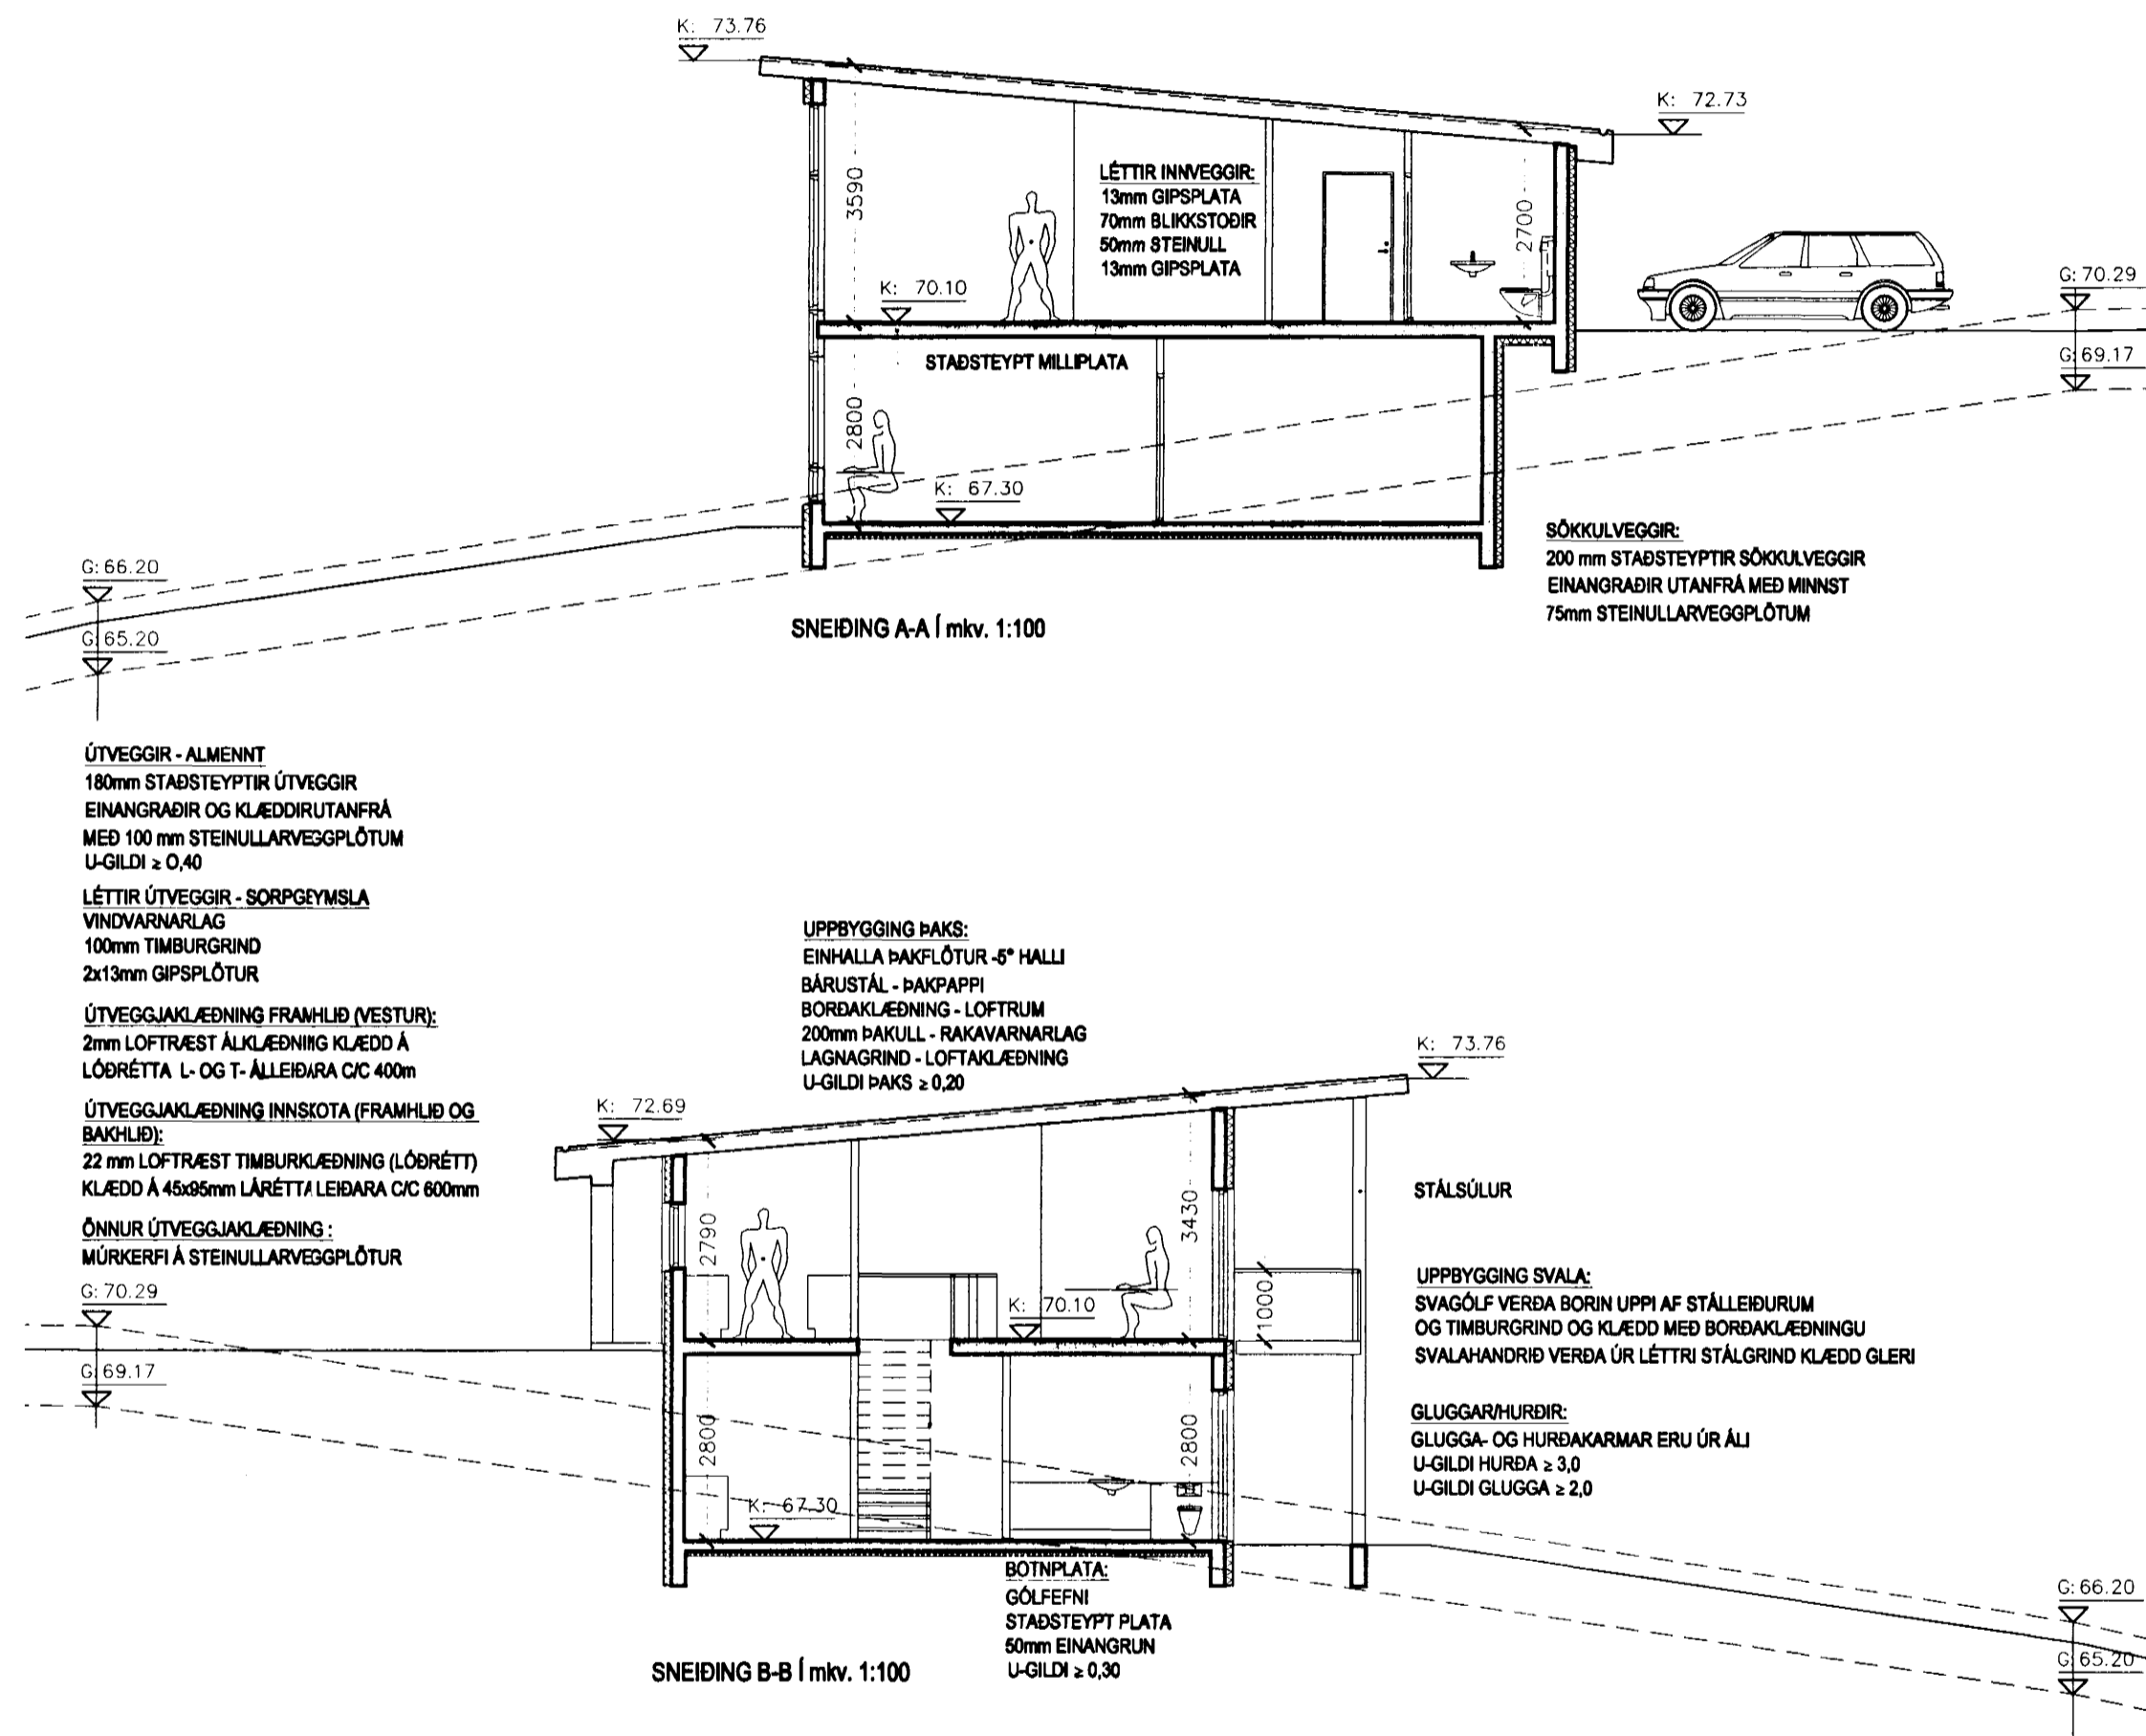 K: 73.76
K: 72.73
LÉTTIR INNVEGGIR:
13mm GIPSPLATA
70mm BLIKKSTOÐIR
50mm STEINULL
13mm GIPSPLATA
3590
2700
K: 70.10
G: 70.29
STAÐSTEYPT MILLIPLATA
G: 69.17
2800
K: 67.30
SÖKKULVEGGIR:
200 mm STAÐSTEYPTIR SÖKKULVEGGIR
EINANGRAÐIR UTANFRÁ MEÐ MINNST
75mm STEINULLARVEGGPLÖTUM
G: 66.20
G: 65.20
SNEIÐING A-A Í mkv. 1:100
ÚTVEGGIR - ALMENNT
180mm STAÐSTEYPTIR ÚTVEGGIR
EINANGRAÐIR OG KLÆDDIRUTANFRÁ
MEÐ 100 mm STEINULLARVEGGPLÖTUM
U-GILDI ≥ O,40
LÉTTIR ÚTVEGGIR - SORPGEYMSLA
VINDVARNARLAG
100mm TIMBURGRIND
2x13mm GIPSPLÖTUR
ÚTVEGGJAKLÆÐNING FRAMHLIÐ (VESTUR):
2mm LOFTRÆST ÁLKLÆÐNING KLÆDD Á
LÓÐRÉTTA L- OG T- ÁLLEIÐARA C/C 400m
ÚTVEGGJAKLÆÐNING INNSKOTA (FRAMHLIÐ OG
BAKHLIÐ):
22 mm LOFTRÆST TIMBURKLÆÐNING (LÓÐRÉTT)
KLÆDD Á 45x95mm LÁRÉTTA LEIÐARA C/C 600mm
ÖNNUR ÚTVEGGJAKLÆÐNING :
MÚRKERFI Á STEINULLARVEGGPLÖTUR
UPPBYGGING ÞAKS:
EINHALLA ÞAKFLÖTUR -5° HALLI
BÁRUSTÁL - ÞAKPAPPI
BORÐAKLÆÐNING - LOFTRUM
200mm ÞAKULL - RAKAVARNARLAG
LAGNAGRIND - LOFTAKLÆÐNING
U-GILDI ÞAKS ≥ 0,20
K: 73.76
K: 72.69
STÁLSÚLUR
2790
3430
1000
K: 70.10
UPPBYGGING SVALA:
SVAGÓLF VERÐA BORIN UPPI AF STÁLLEIÐURUM
OG TIMBURGRIND OG KLÆDD MEÐ BORÐAKLÆÐNINGU
SVALAHANDRIÐ VERÐA ÚR LÉTTRI STÁLGRIND KLÆDD GLERI
G: 70.29
G: 69.17
2800
2800
K: 67.30
GLUGGAR/HURÐIR:
GLUGGA- OG HURÐAKARMAR ERU ÚR ÁLI
U-GILDI HURÐA ≥ 3,0
U-GILDI GLUGGA ≥ 2,0
BOTNPLATA:
GÓLFEFNI
STAÐSTEYPT PLATA
50mm EINANGRUN
U-GILDI ≥ 0,30
G: 66.20
G: 65.20
SNEIÐING B-B Í mkv. 1:100